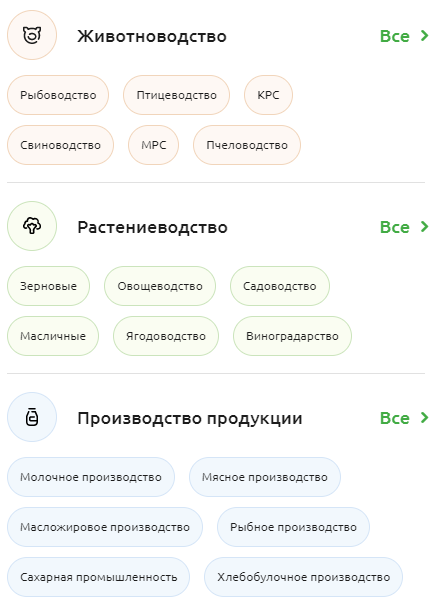 Животноводство Все
Рыбоводство Птицеводство КРС
Свиноводство МРС Пчеловодство
Растениеводство Все
Зерновые Овощеводство Садоводство
Масличные Ягодоводство Виноградарство
Производство продукции Все
Молочное производство Мясное производство
Масложировое производство Рыбное производство
Сахарная промышленность Хлебобулочное производство